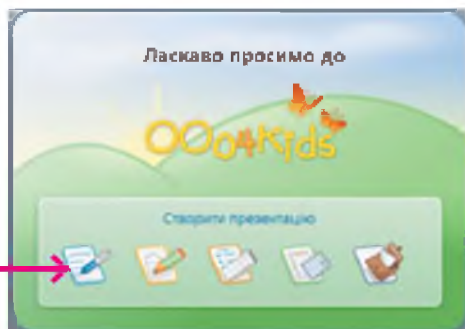 Ласкаво просимо до
OOo4Kids
Створити презентацію